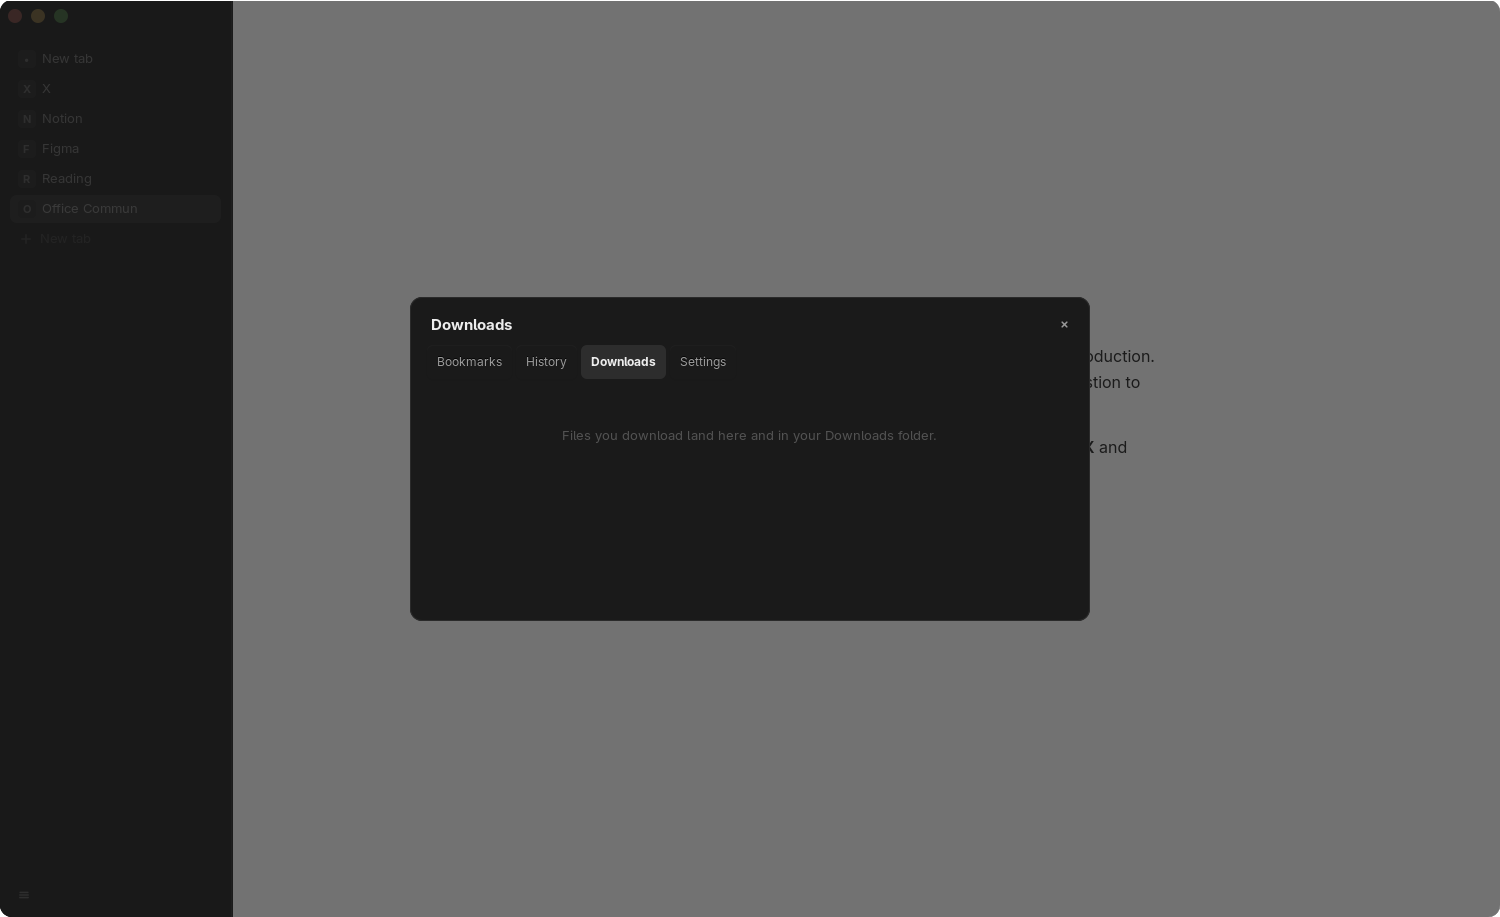 New tab
X X
N Notion
F Figma
R Reading
O Office Commun
+ New tab
Downloads ×
Bookmarks History Downloads Settings
Files you download land here and in your Downloads folder.
oduction.
stion to
X and